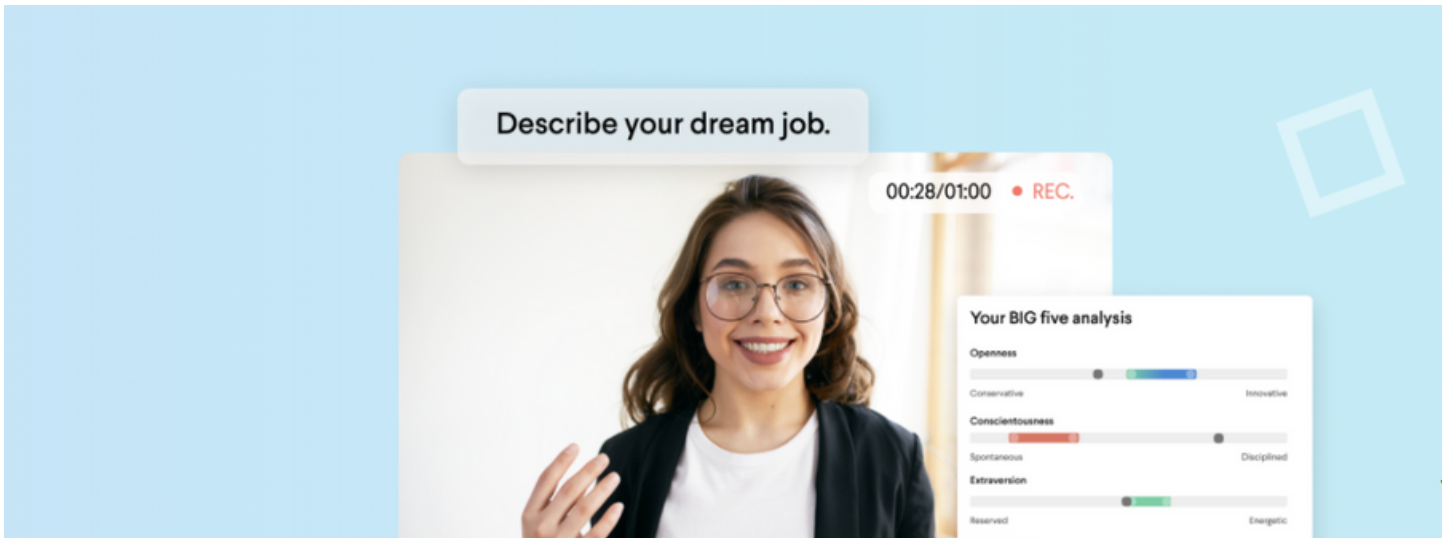 Describe your dream job.
00:28/01:00 REC.
Your BIG five analysis
Openness
Conservative Innovative
Conscientousness
Spontaneous Disciplined
Extraversion
Reserved Energetic